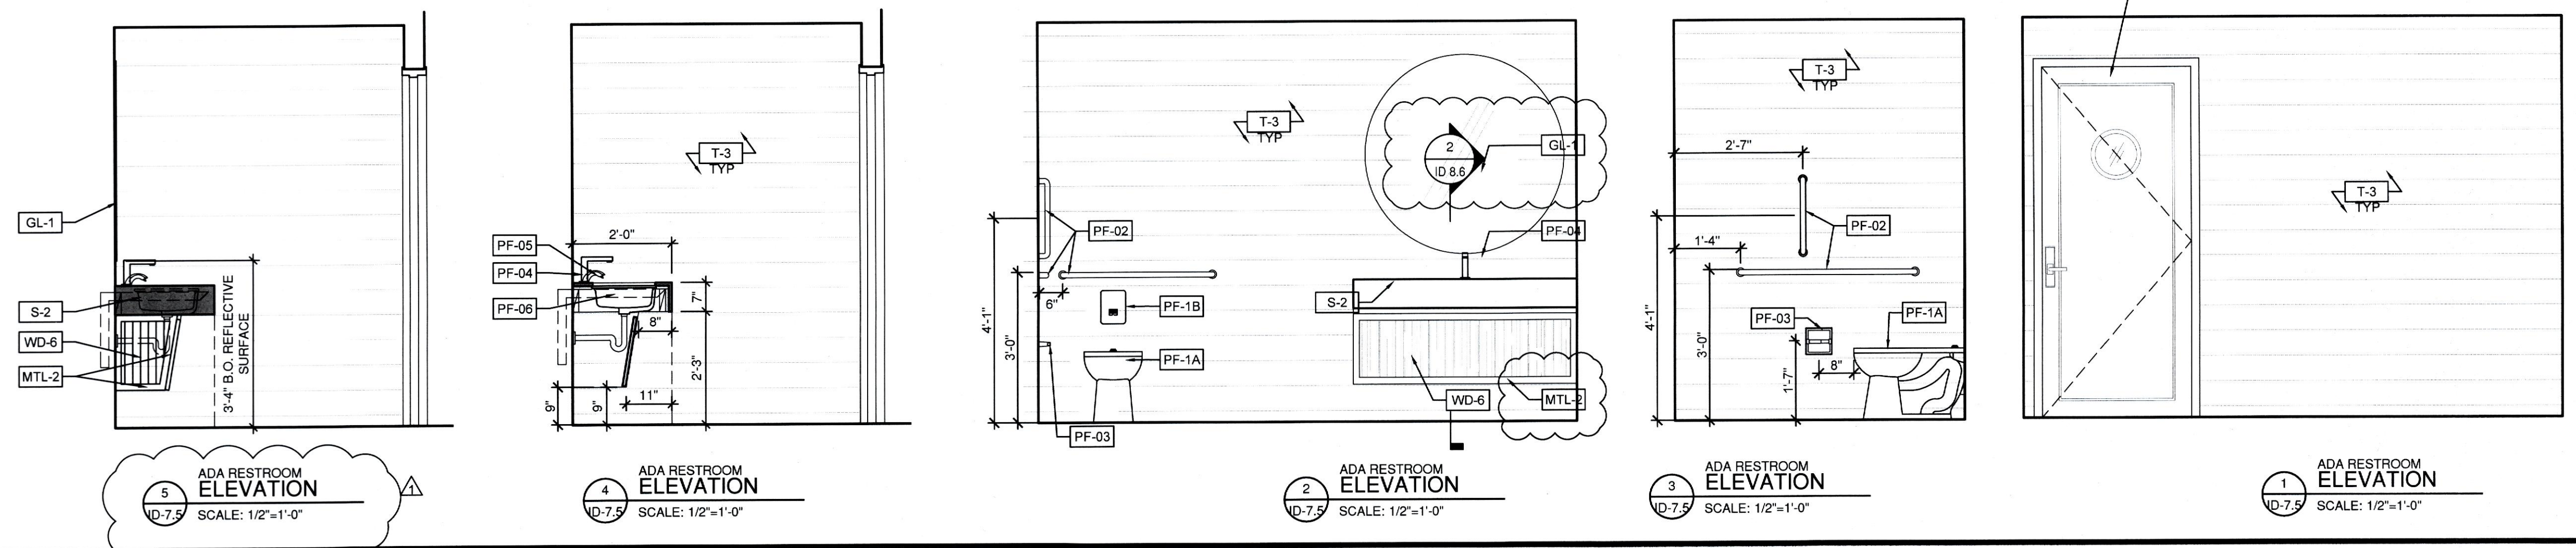 GL-1
S-2
WD-6
MTL-2
3'-4" B.O. REFLECTIVE
SURFACE
5
ID-7.5
ADA RESTROOM
ELEVATION
SCALE: 1/2"=1'-0"
1
T-3
TYP
2'-0"
PF-05
PF-04
PF-06
7"
8"
2'-3"
11"
9"
9"
4
ID-7.5
ADA RESTROOM
ELEVATION
SCALE: 1/2"=1'-0"
T-3
TYP
2
ID 8.6
GL-1
PF-02
PF-04
6"
PF-1B
S-2
4'-1"
3'-0"
PF-1A
WD-6
MTL-2
PF-03
2
ID-7.5
ADA RESTROOM
ELEVATION
SCALE: 1/2"=1'-0"
T-3
TYP
2'-7"
PF-02
1'-4"
PF-03
PF-1A
4'-1"
3'-0"
8"
1'-7"
3
ID-7.5
ADA RESTROOM
ELEVATION
SCALE: 1/2"=1'-0"
T-3
TYP
1
ID-7.5
ADA RESTROOM
ELEVATION
SCALE: 1/2"=1'-0"